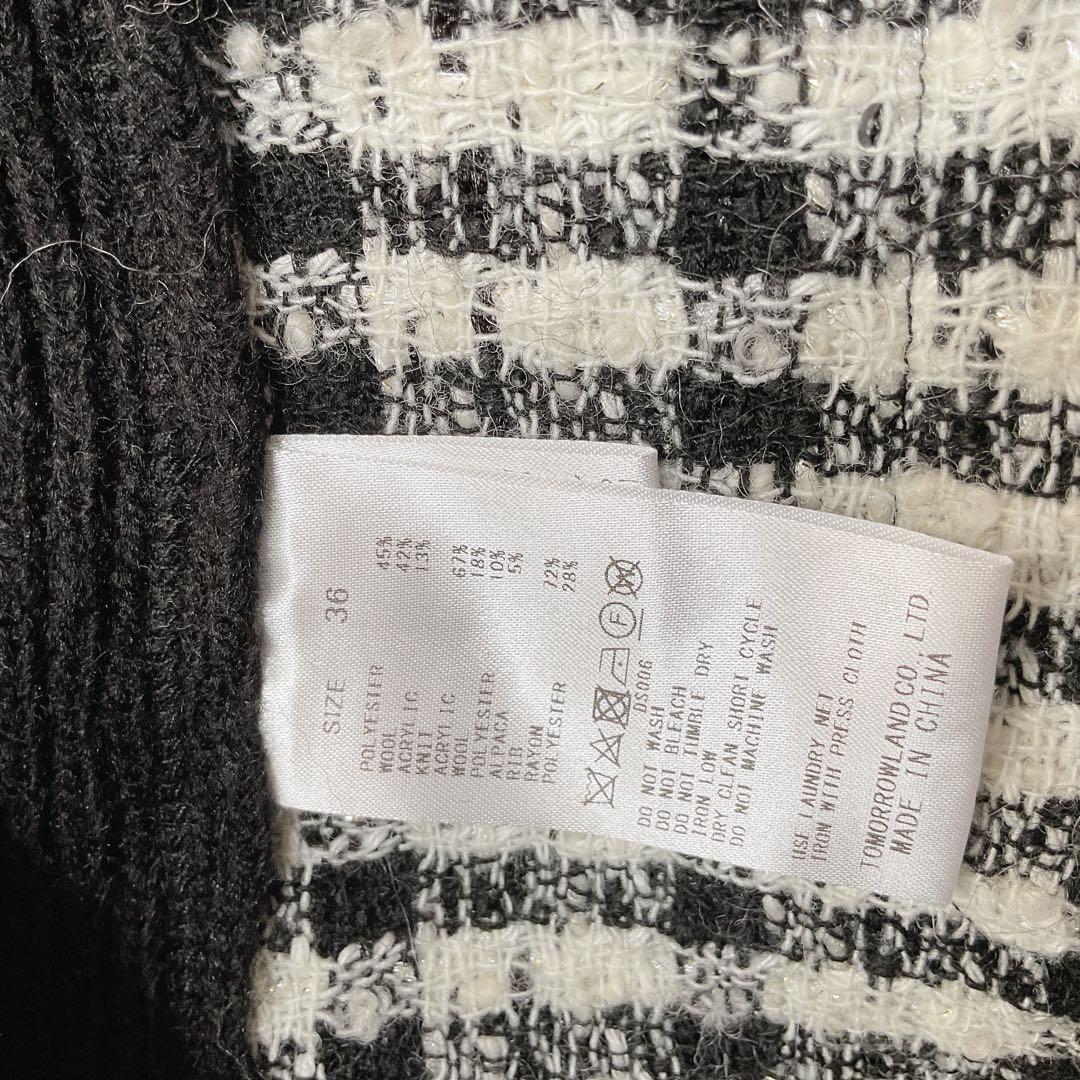 SIZE 36
POLYESTER 45%
WOOL 42%
ACRYLIC 13%
KNIT
ACRYLIC 67%
WOOL 18%
POLYESTER 10%
ALPACA 5%
RIB
RAYON 72%
POLYESTER 28%
F
DS006
DO NOT WASH
DO NOT BLEACH
DO NOT TUMBLE DRY
IRON LOW
DRY CLEAN SHORT CYCLE
DO NOT MACHINE WASH
USE LAUNDRY NET
IRON WITH PRESS CLOTH
TOMORROWLAND CO., LTD
MADE IN CHINA